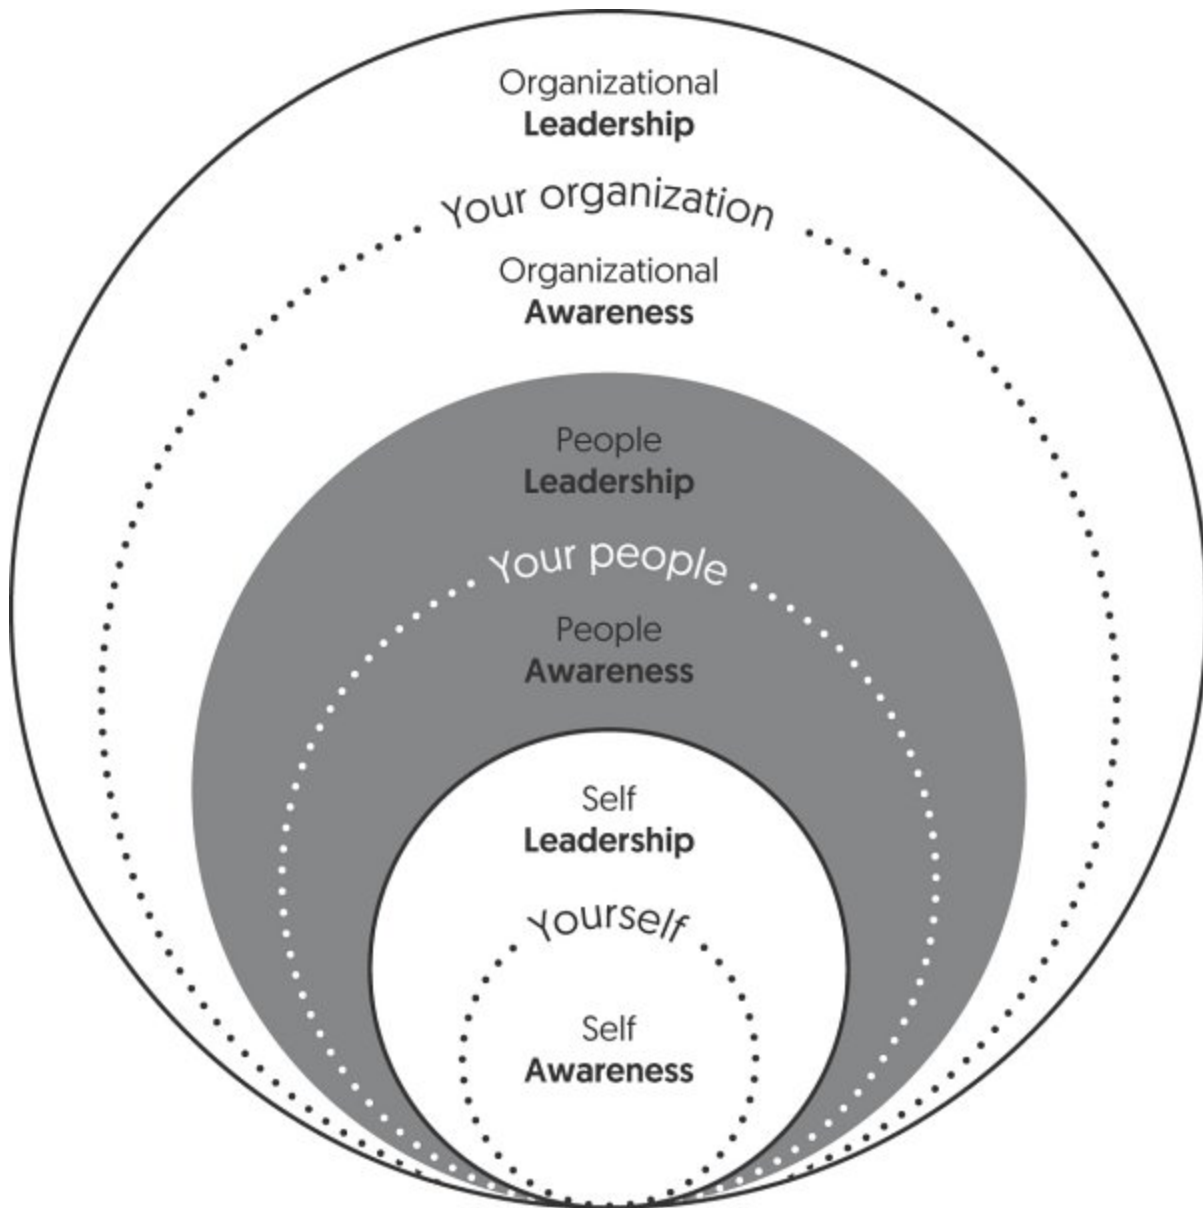 Organizational
Leadership
Your organization
Organizational
Awareness
People
Leadership
Your people
People
Awareness
Self
Leadership
Yourself
Self
Awareness